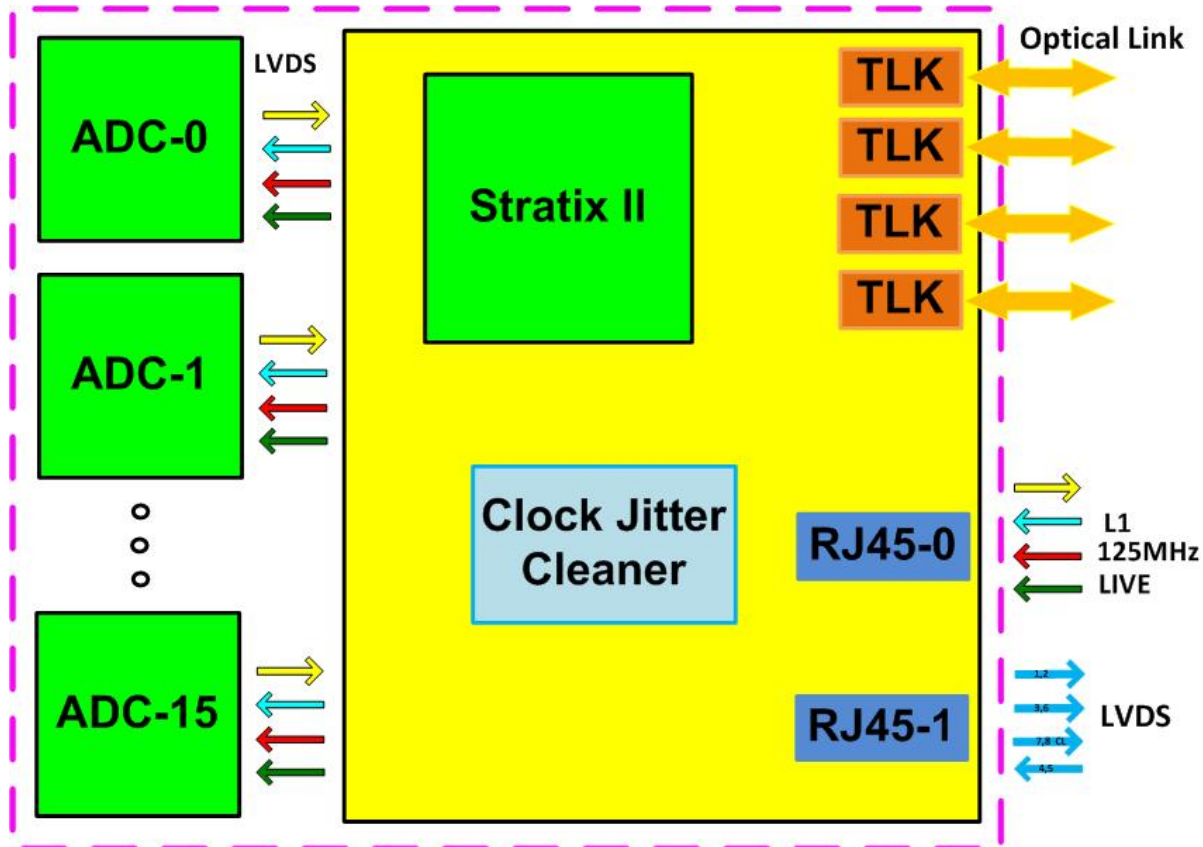 ADC-0
LVDS
ADC-1
ADC-15
Stratix II
Clock Jitter
Cleaner
TLK
TLK
TLK
TLK
Optical Link
RJ45-0
L1
125MHz
LIVE
RJ45-1
1,2
3,6
7,8 CL
4,5
LVDS